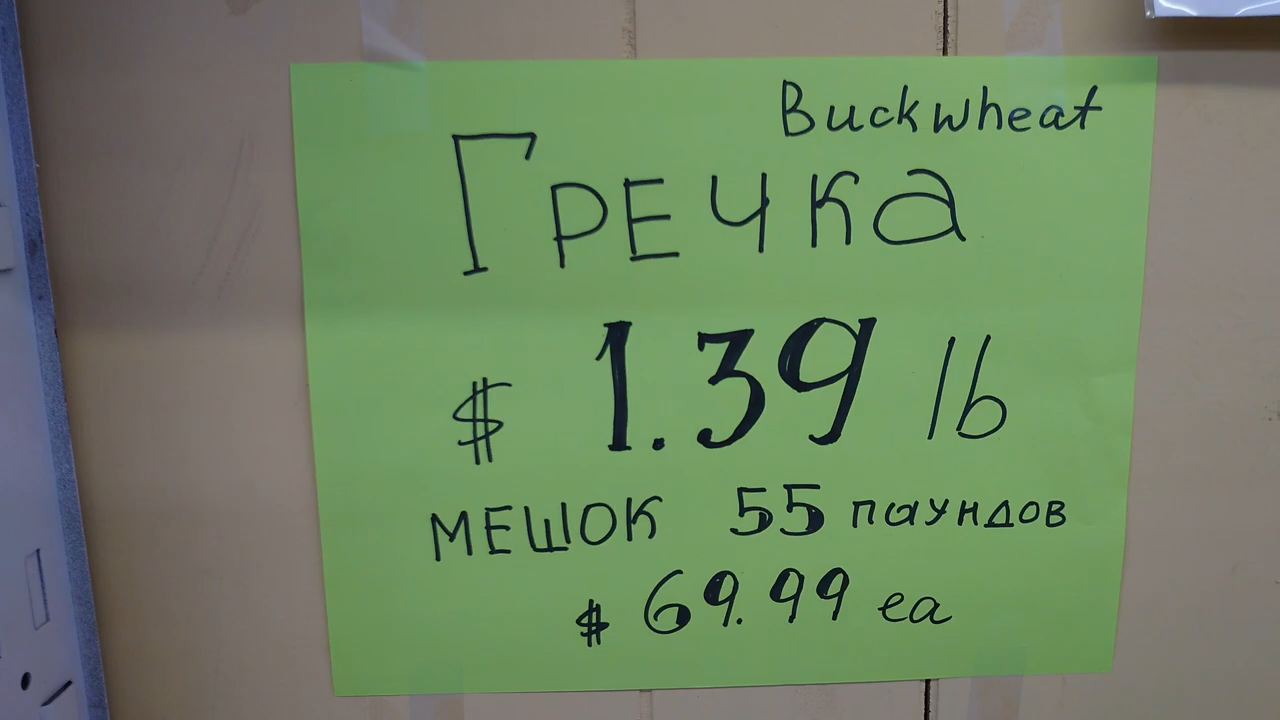 Buckwheat
Гречка
$ 1.39 lb
МЕШОК 55 паундов
$ 69.99 ea